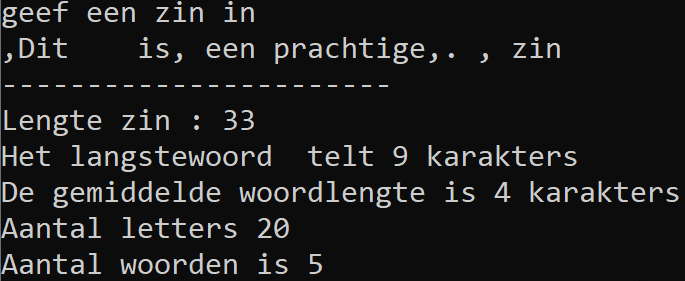 geef een zin in
,Dit    is, een prachtige,. , zin
-----------------------
Lengte zin : 33
Het langstewoord  telt 9 karakters
De gemiddelde woordlengte is 4 karakters
Aantal letters 20
Aantal woorden is 5